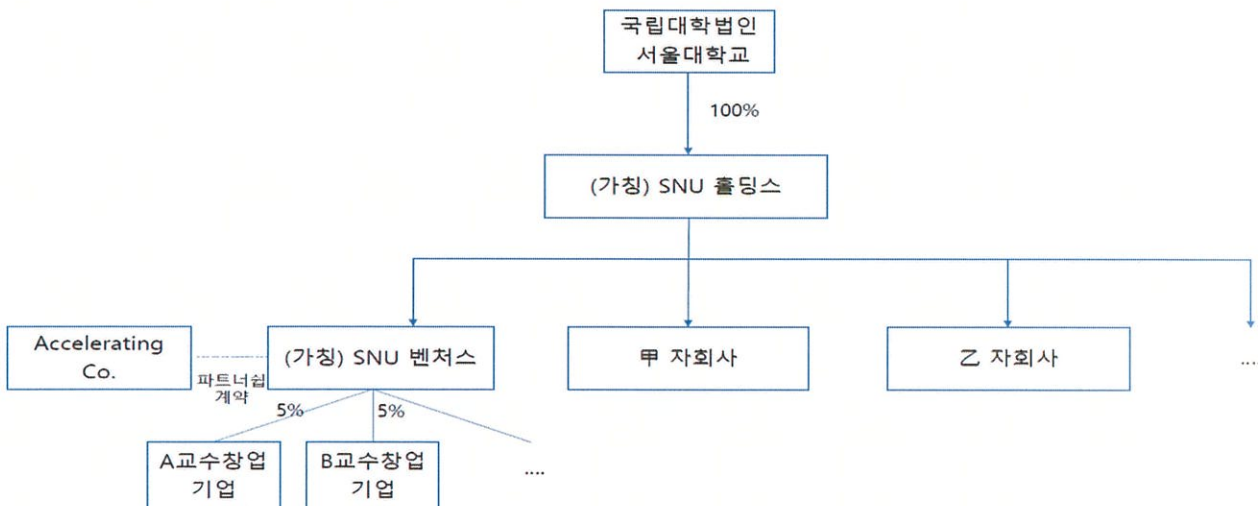 국립대학법인
서울대학교
100%
(가칭) SNU 홀딩스
Accelerating
Co.
파트너쉽
계약
(가칭) SNU 벤처스
甲 자회사
乙 자회사
....
5%
5%
A교수창업
기업
B교수창업
기업
....